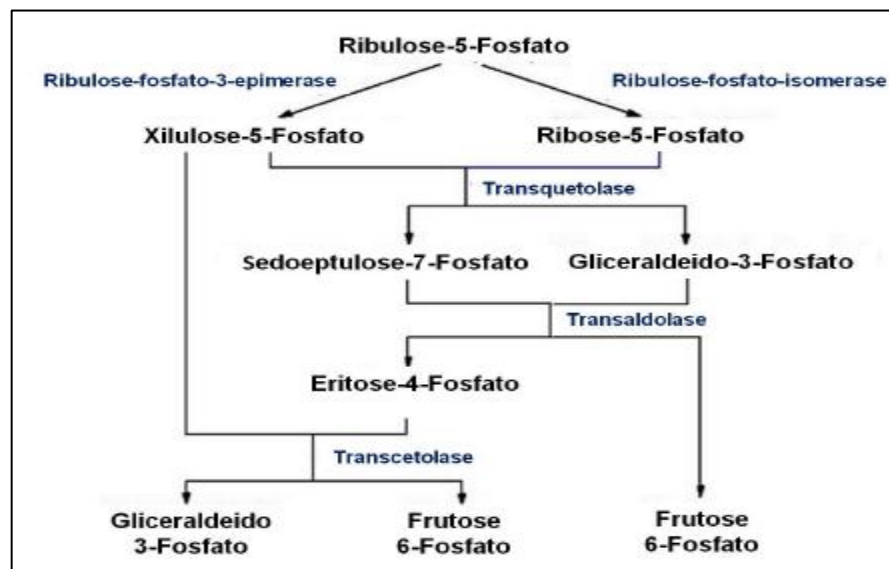 Ribulose-5-Fosfato
Ribulose-fosfato-3-epimerase
Ribulose-fosfato-isomerase
Xilulose-5-Fosfato
Ribose-5-Fosfato
Transquetolase
Sedoeptulose-7-Fosfato
Gliceraldeido-3-Fosfato
Transaldolase
Eritose-4-Fosfato
Transcetolase
Gliceraldeido
3-Fosfato
Frutose
6-Fosfato
Frutose
6-Fosfato